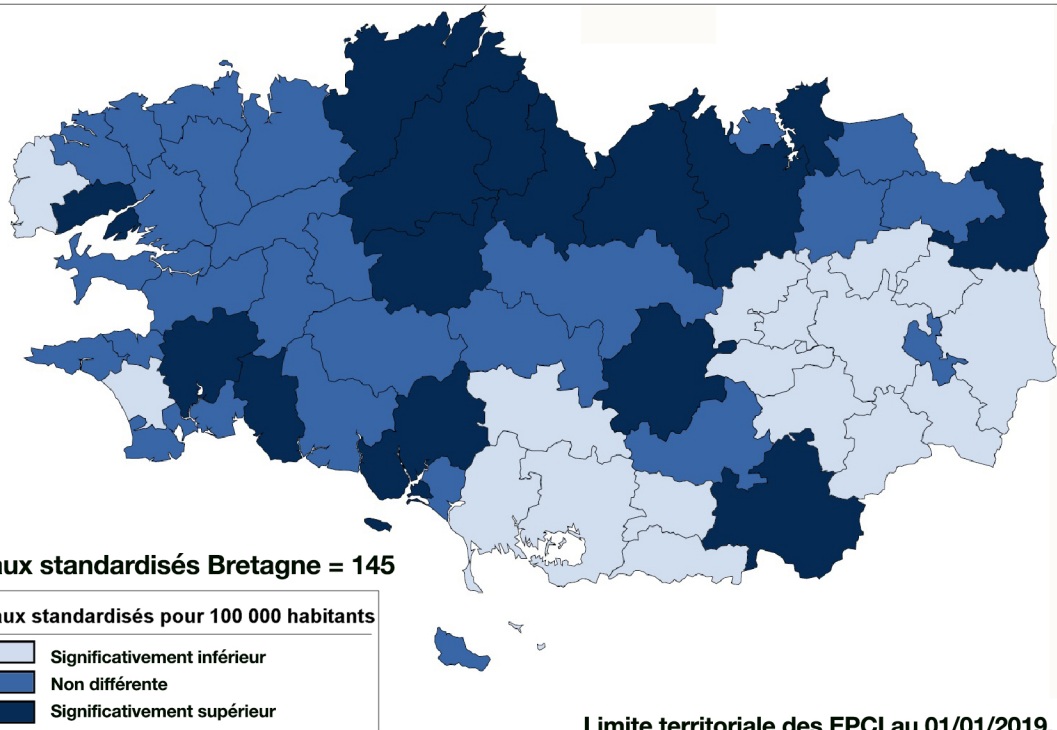 aux standardisés Bretagne = 145
aux standardisés pour 100 000 habitants
Significativement inférieur
Non différente
Significativement supérieur
Limite territoriale des EPCI au 01/01/2019